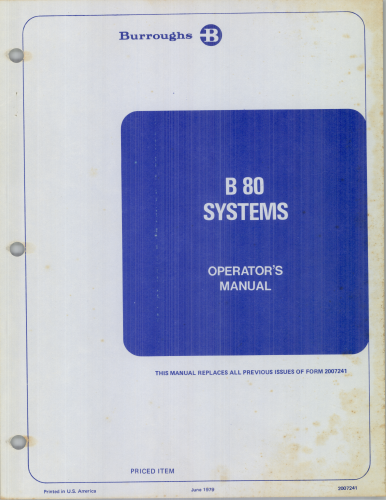 Burroughs B
B 80
SYSTEMS
OPERATOR'S
MANUAL
THIS MANUAL REPLACES ALL PREVIOUS ISSUES OF FORM 2007241
PRICED ITEM
Printed in U.S. America June 1979 2007241